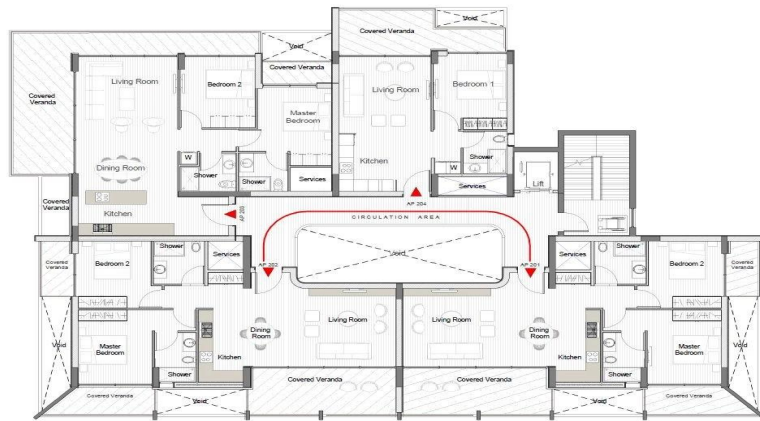 Covered Veranda
Void
Void
Covered Veranda
Covered Veranda
Living Room
Bedroom 2
Living Room
Bedroom 1
Master
Bedroom
Dining Room
W
Shower
Shower
Services
Kitchen
Shower
W
Services
Lift
Covered
Veranda
Kitchen
AP 203
AP 204
CIRCULATION AREA
Void
AP 202
AP 201
Bedroom 2
Shower
Services
Services
Shower
Bedroom 2
Covered
Veranda
Covered
Veranda
Living Room
Living Room
Dining
Room
Dining
Room
Void
Master
Bedroom
Kitchen
Kitchen
Master
Bedroom
Void
Shower
Shower
Covered Veranda
Covered Veranda
Covered Veranda
Void
Void
Covered Veranda